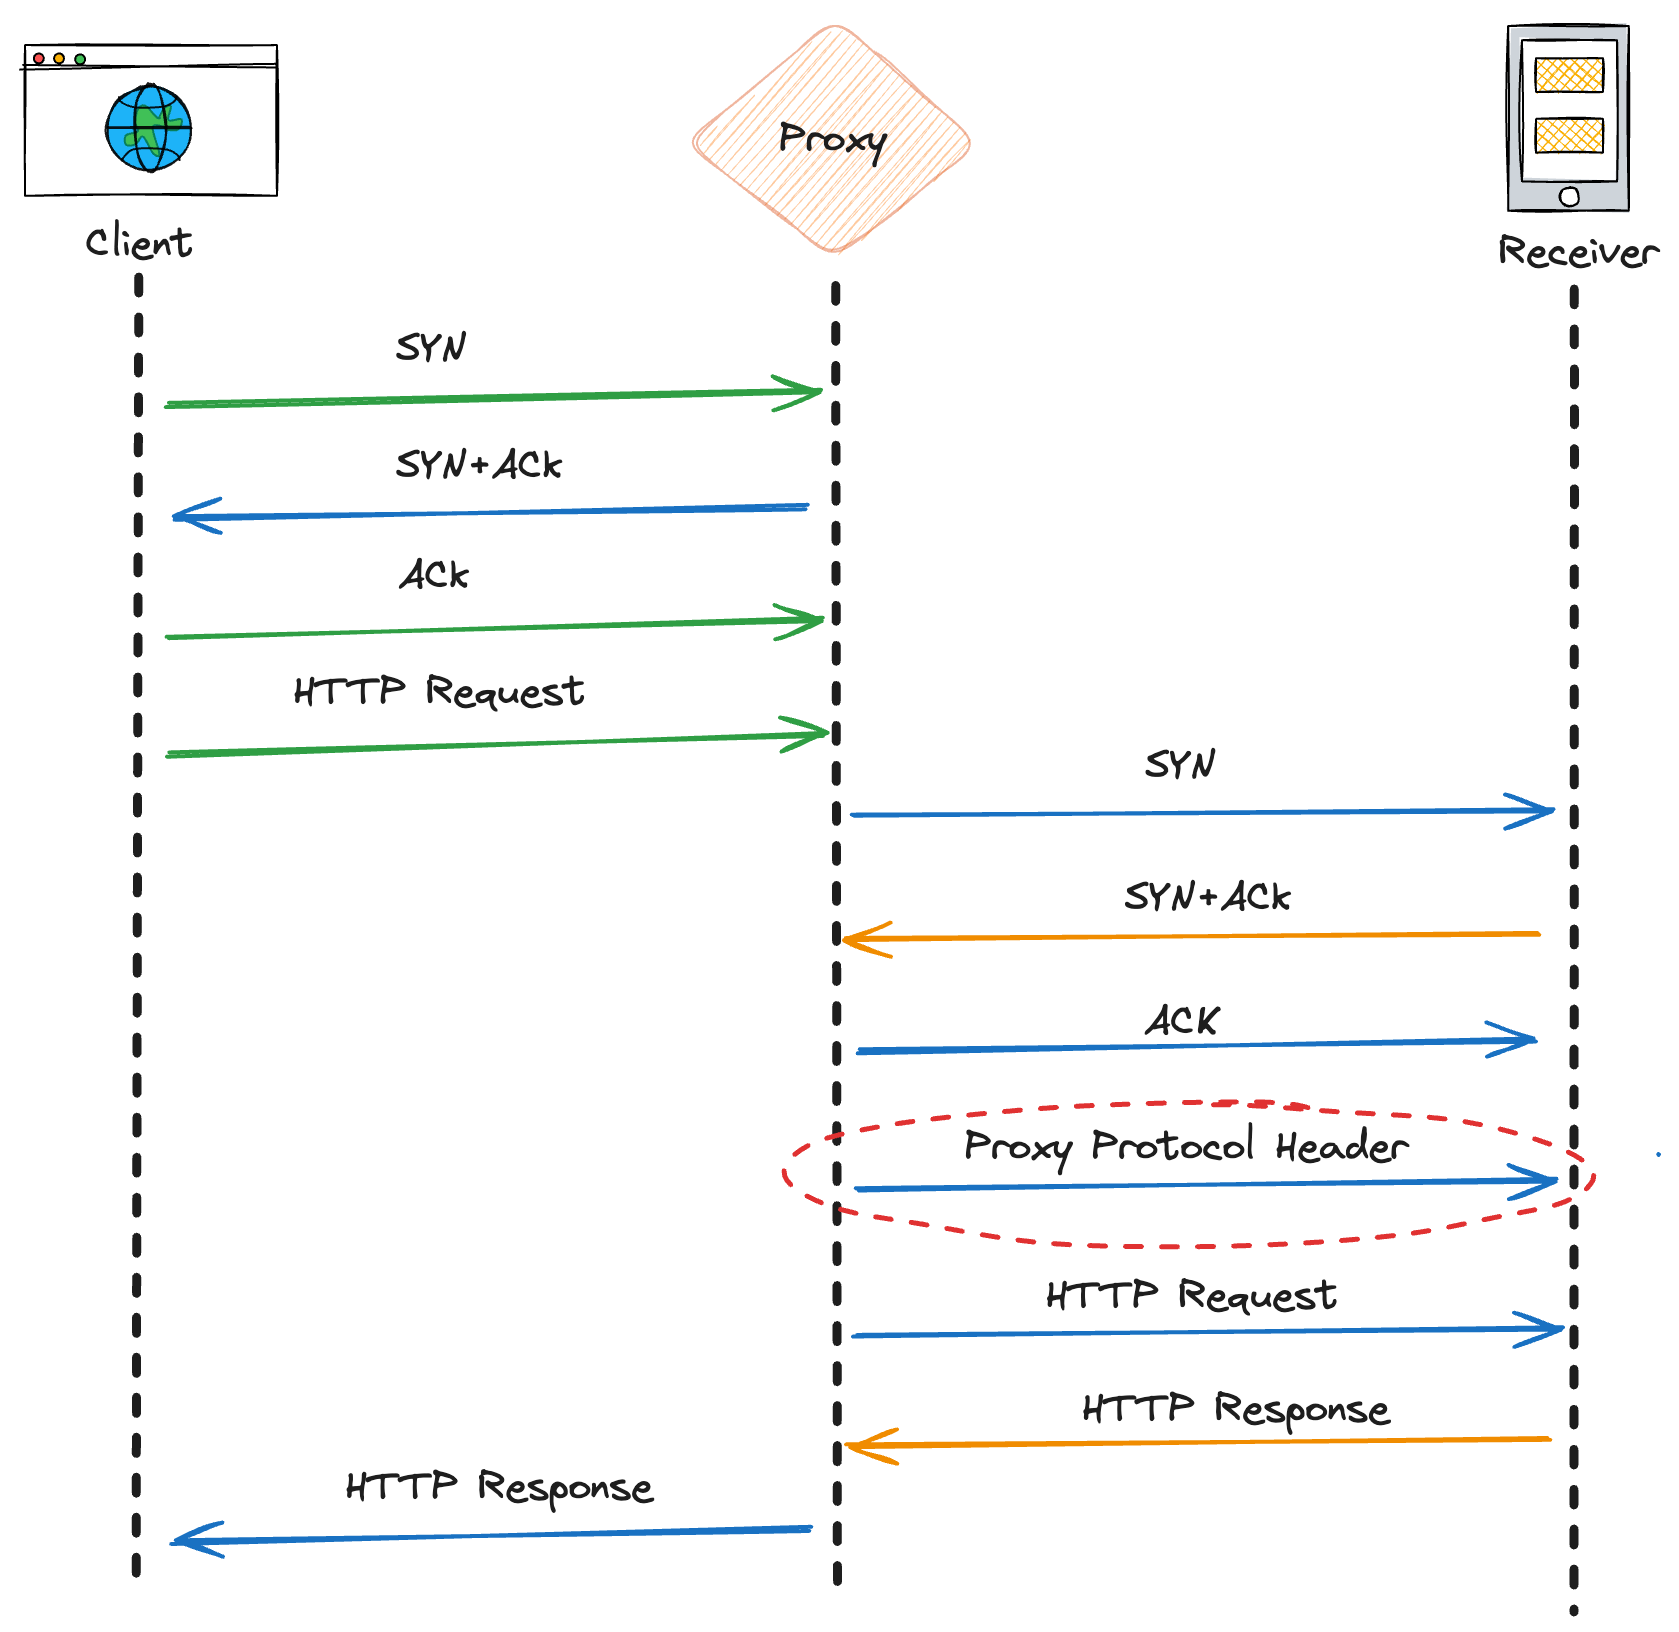 Proxy
Client
Receiver
SYN
SYN+ACk
ACk
HTTP Request
SYN
SYN+ACk
ACK
Proxy Protocol Header
HTTP Request
HTTP Response
HTTP Response